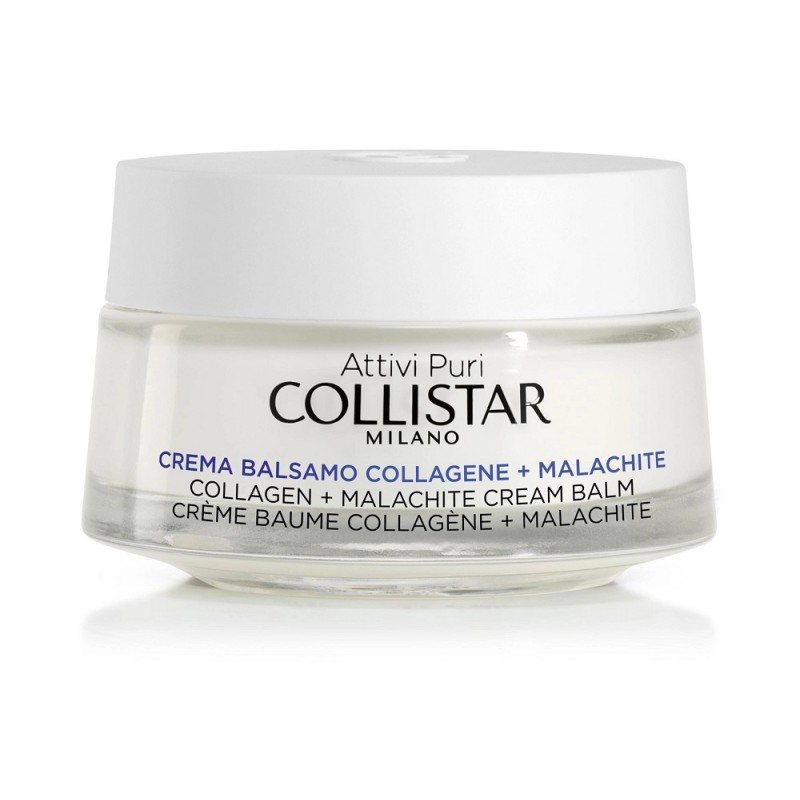 Attivi Puri
COLLISTAR
MILANO
CREMA BALSAMO COLLAGENE + MALACHITE
COLLAGEN + MALACHITE CREAM BALM
CRÈME BAUME COLLAGÈNE + MALACHITE